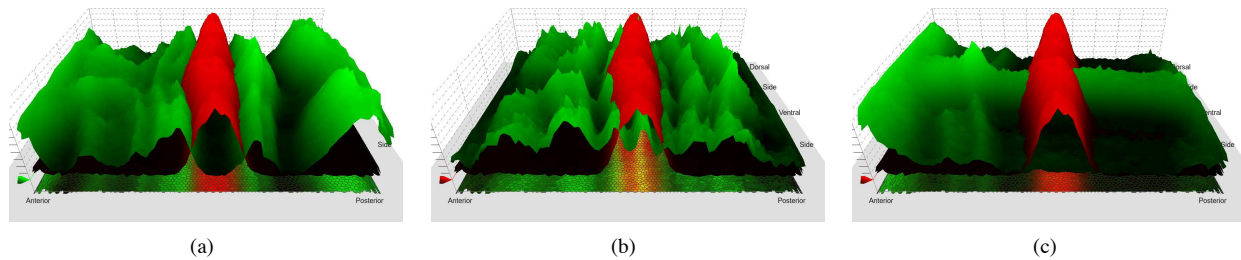 Side
Anterior
Posterior
Dorsal
Side
Ventral
Side
Anterior
Posterior
Dorsal
Side
Ventral
Side
Anterior
Posterior
(a)
(b)
(c)